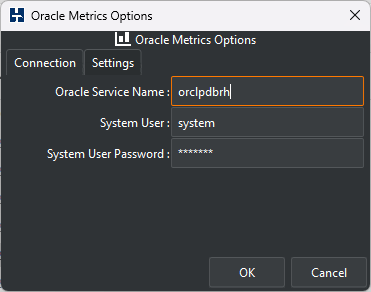 Oracle Metrics Options
Oracle Metrics Options
Connection Settings
Oracle Service Name : orclpdbrh
System User : system
System User Password : *******
OK Cancel